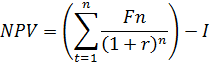 NPV = (∑_{t=1}^{n} Fn/(1 + r)^n) − I